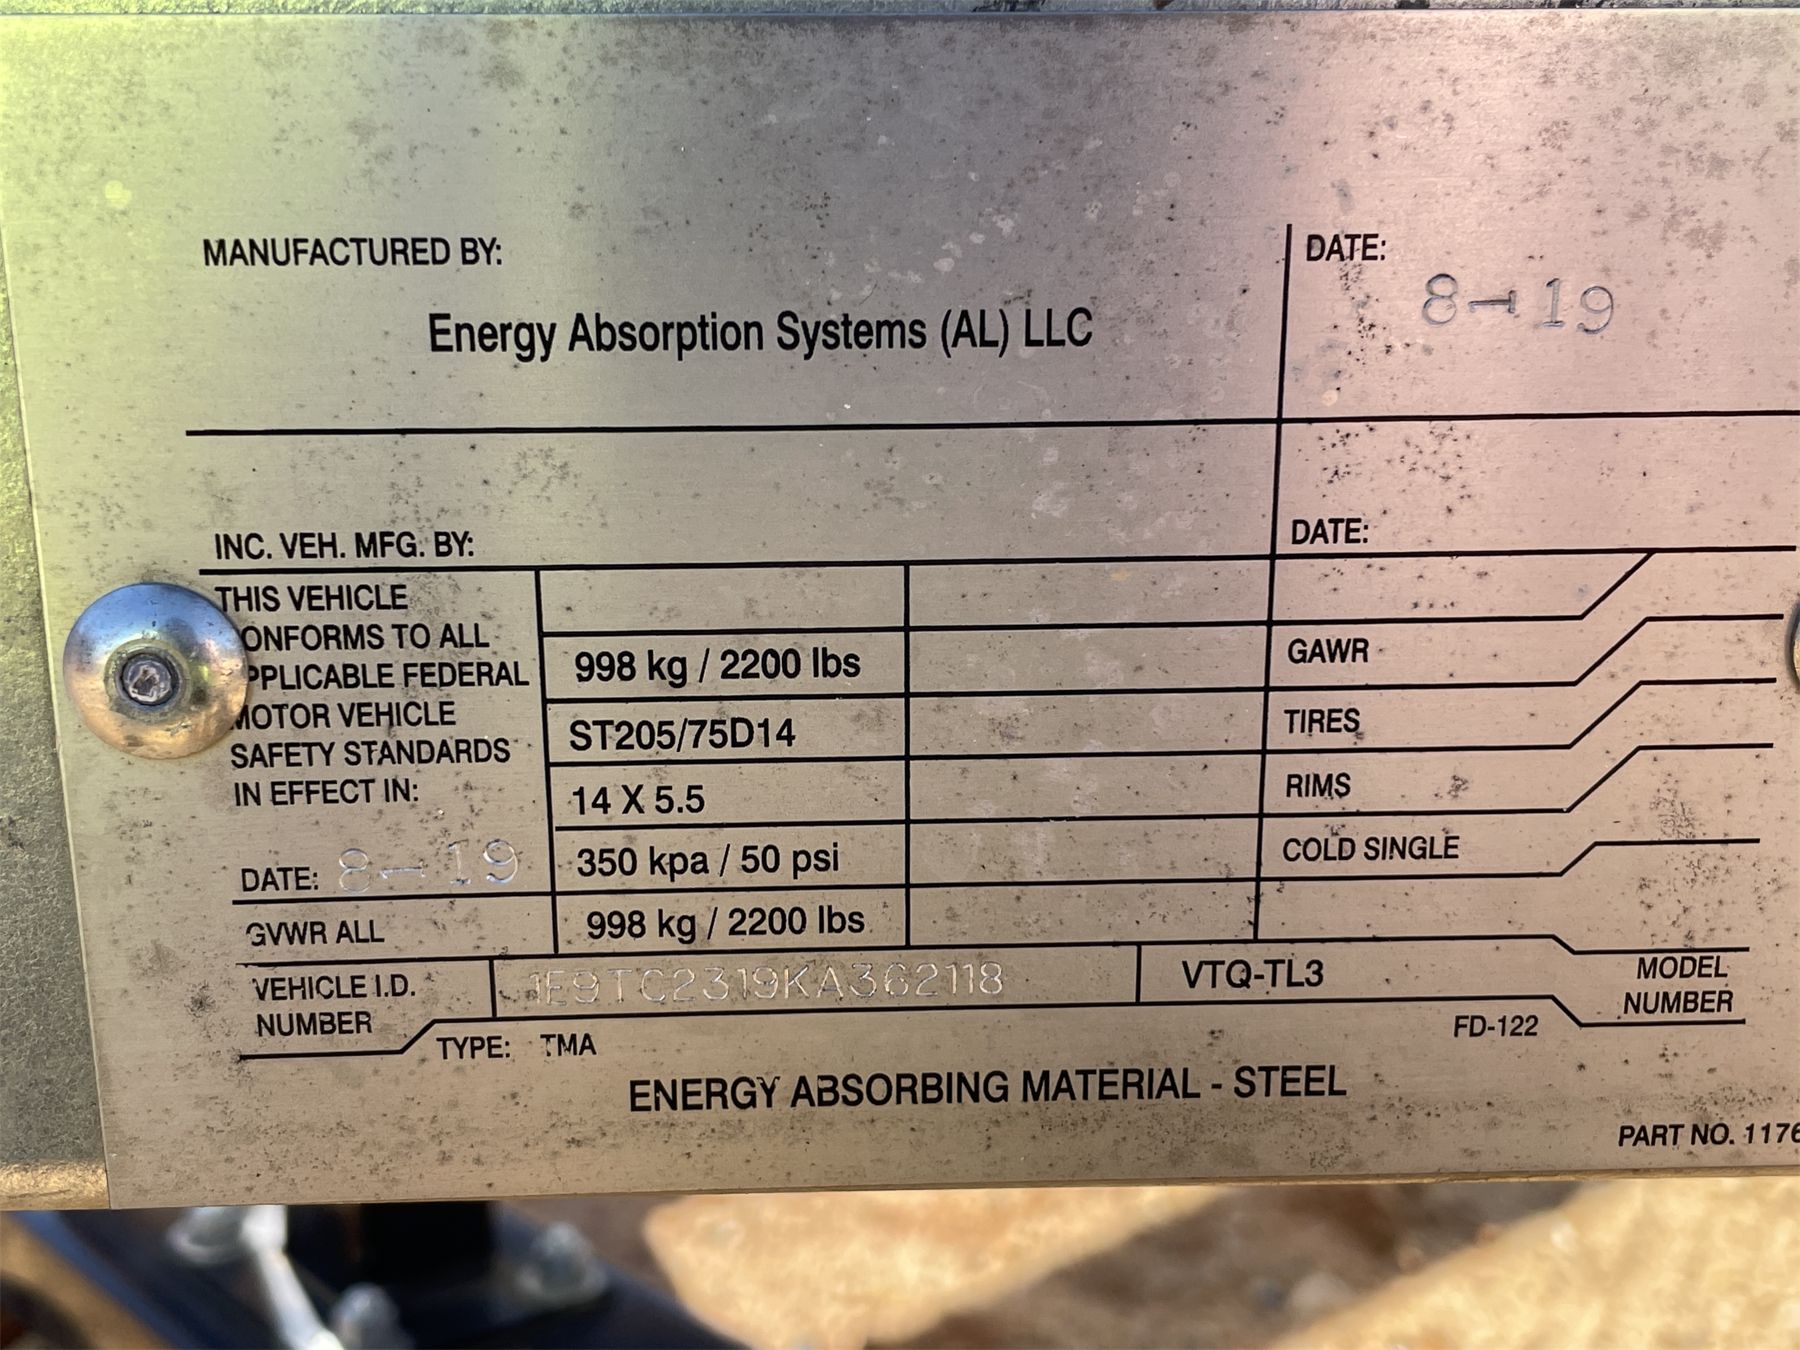 MANUFACTURED BY:
DATE:
8-19
Energy Absorption Systems (AL) LLC
INC. VEH. MFG. BY:
DATE:
THIS VEHICLE
CONFORMS TO ALL
APPLICABLE FEDERAL
MOTOR VEHICLE
SAFETY STANDARDS
IN EFFECT IN:
DATE: 8-19
998 kg / 2200 lbs
GAWR
ST205/75D14
TIRES
14 X 5.5
RIMS
350 kpa / 50 psi
COLD SINGLE
GVWR ALL
998 kg / 2200 lbs
VEHICLE I.D.
NUMBER
1E9TC2319KA362118
VTQ-TL3
MODEL
NUMBER
TYPE: TMA
FD-122
ENERGY ABSORBING MATERIAL - STEEL
PART NO. 1176